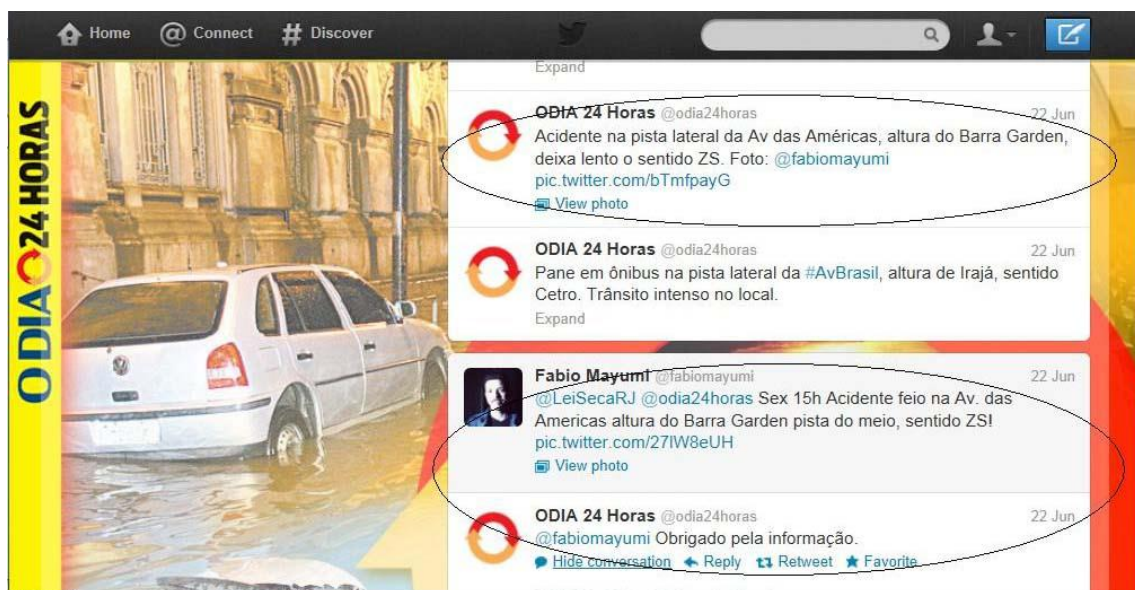 Home @ Connect # Discover
ODIA 24 HORAS
Expand
ODIA 24 Horas @odia24horas 22 Jun
Acidente na pista lateral da Av das Américas, altura do Barra Garden,
deixa lento o sentido ZS. Foto: @fabiomayumi
pic.twitter.com/bTmfpayG
View photo
ODIA 24 Horas @odia24horas 22 Jun
Pane em ônibus na pista lateral da #AvBrasil, altura de Irajá, sentido
Cetro. Trânsito intenso no local.
Expand
Fabio Mayumi @fabiomayumi 22 Jun
@LeiSecaRJ @odia24horas Sex 15h Acidente feio na Av. das
Americas altura do Barra Garden pista do meio, sentido ZS!
pic.twitter.com/27lW8eUH
View photo
ODIA 24 Horas @odia24horas 22 Jun
@fabiomayumi Obrigado pela informação.
Hide conversation Reply Retweet Favorite